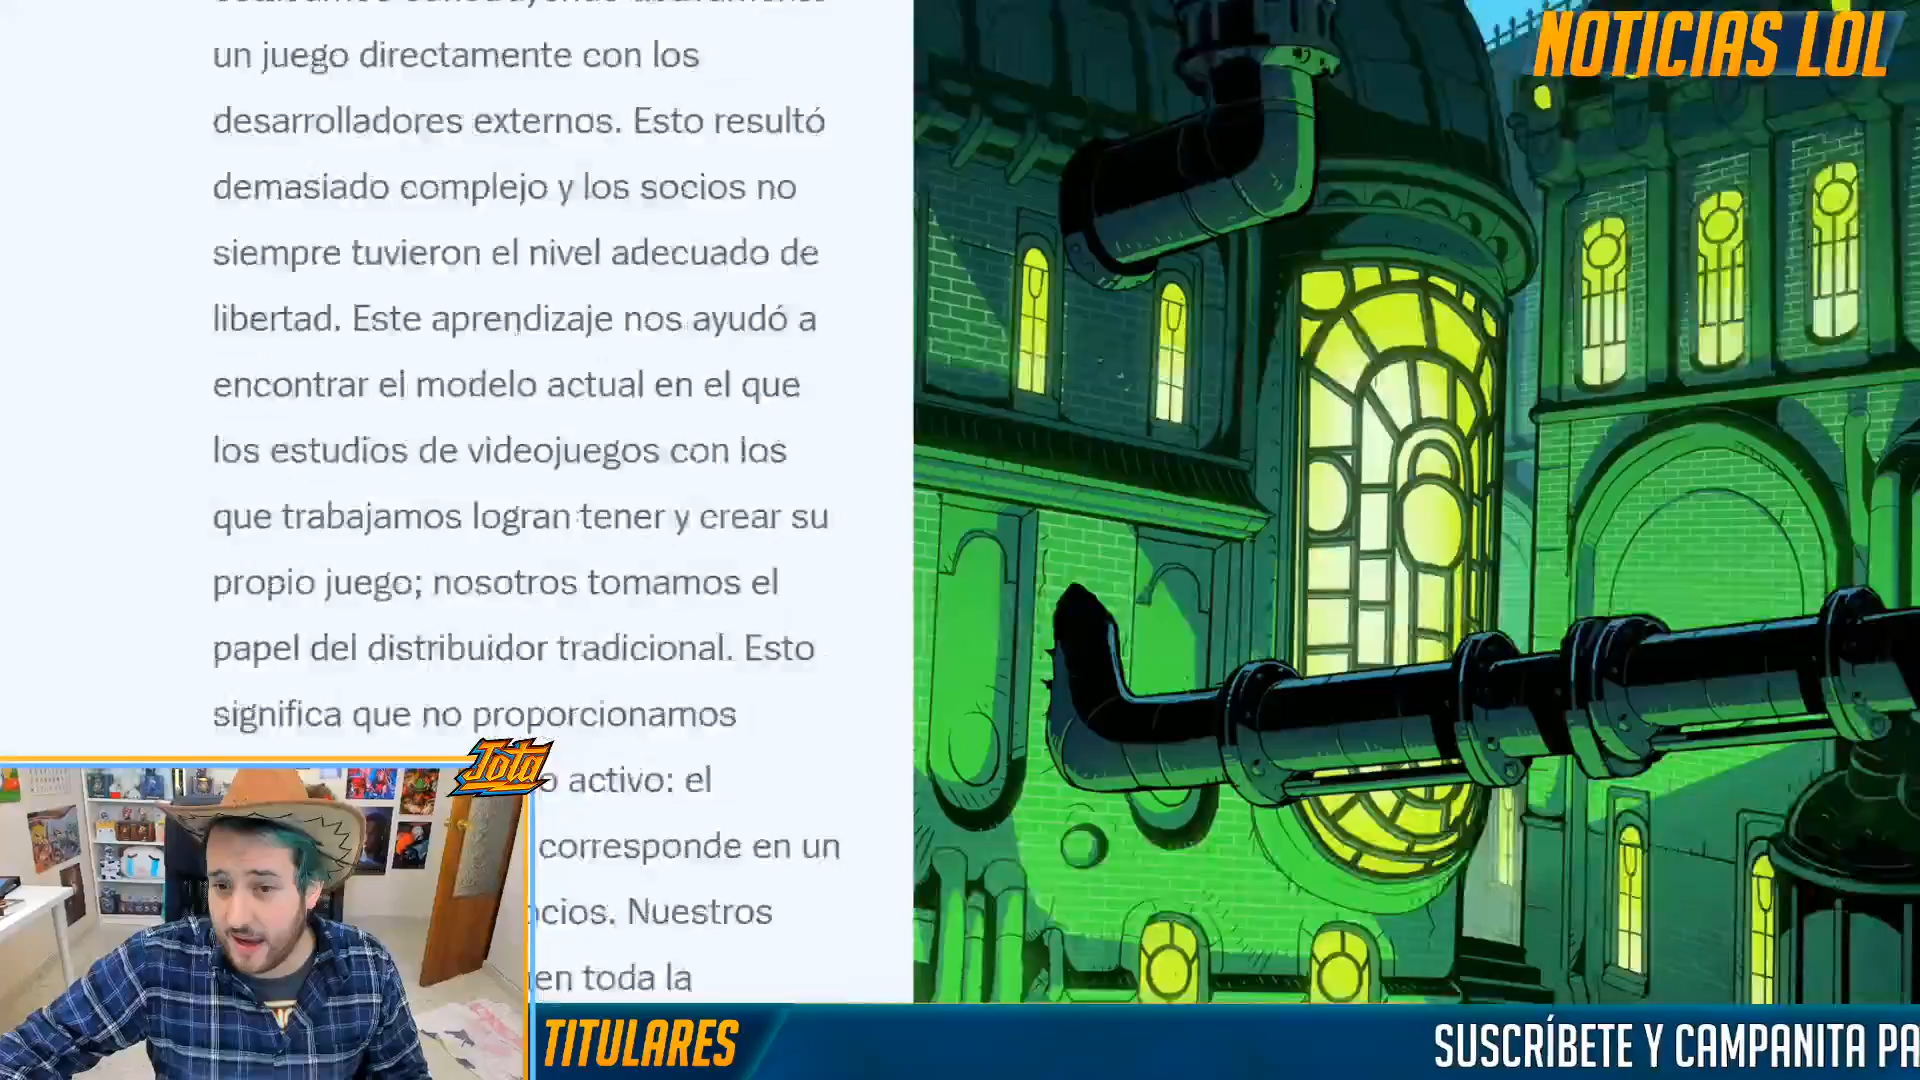 un juego directamente con los
desarrolladores externos. Esto resultó
demasiado complejo y los socios no
siempre tuvieron el nivel adecuado de
libertad. Este aprendizaje nos ayudó a
encontrar el modelo actual en el que
los estudios de videojuegos con los
que trabajamos logran tener y crear su
propio juego; nosotros tomamos el
papel del distribuidor tradicional. Esto
significa que no proporcionamos
activo: el
corresponde en un
Nuestros
en toda la
NOTICIAS LOL
Jota
TITULARES
SUSCRÍBETE Y CAMPANITA PA